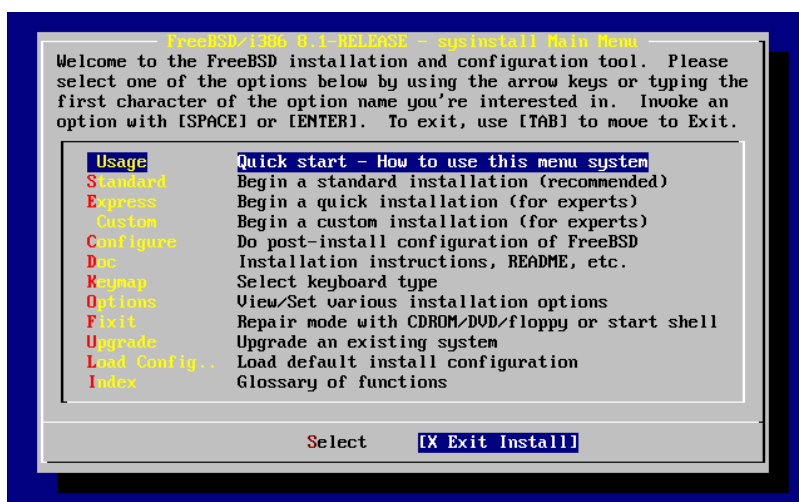 FreeBSD/i386 8.1-RELEASE - sysinstall Main Menu
Welcome to the FreeBSD installation and configuration tool.  Please
select one of the options below by using the arrow keys or typing the
first character of the option name you're interested in.  Invoke an
option with [SPACE] or [ENTER].  To exit, use [TAB] to move to Exit.
Usage Quick start - How to use this menu system
Standard Begin a standard installation (recommended)
Express Begin a quick installation (for experts)
Custom Begin a custom installation (for experts)
Configure Do post-install configuration of FreeBSD
Doc Installation instructions, README, etc.
Keymap Select keyboard type
Options View/Set various installation options
Fixit Repair mode with CDROM/DVD/floppy or start shell
Upgrade Upgrade an existing system
Load Config.. Load default install configuration
Index Glossary of functions
Select [X Exit Install]